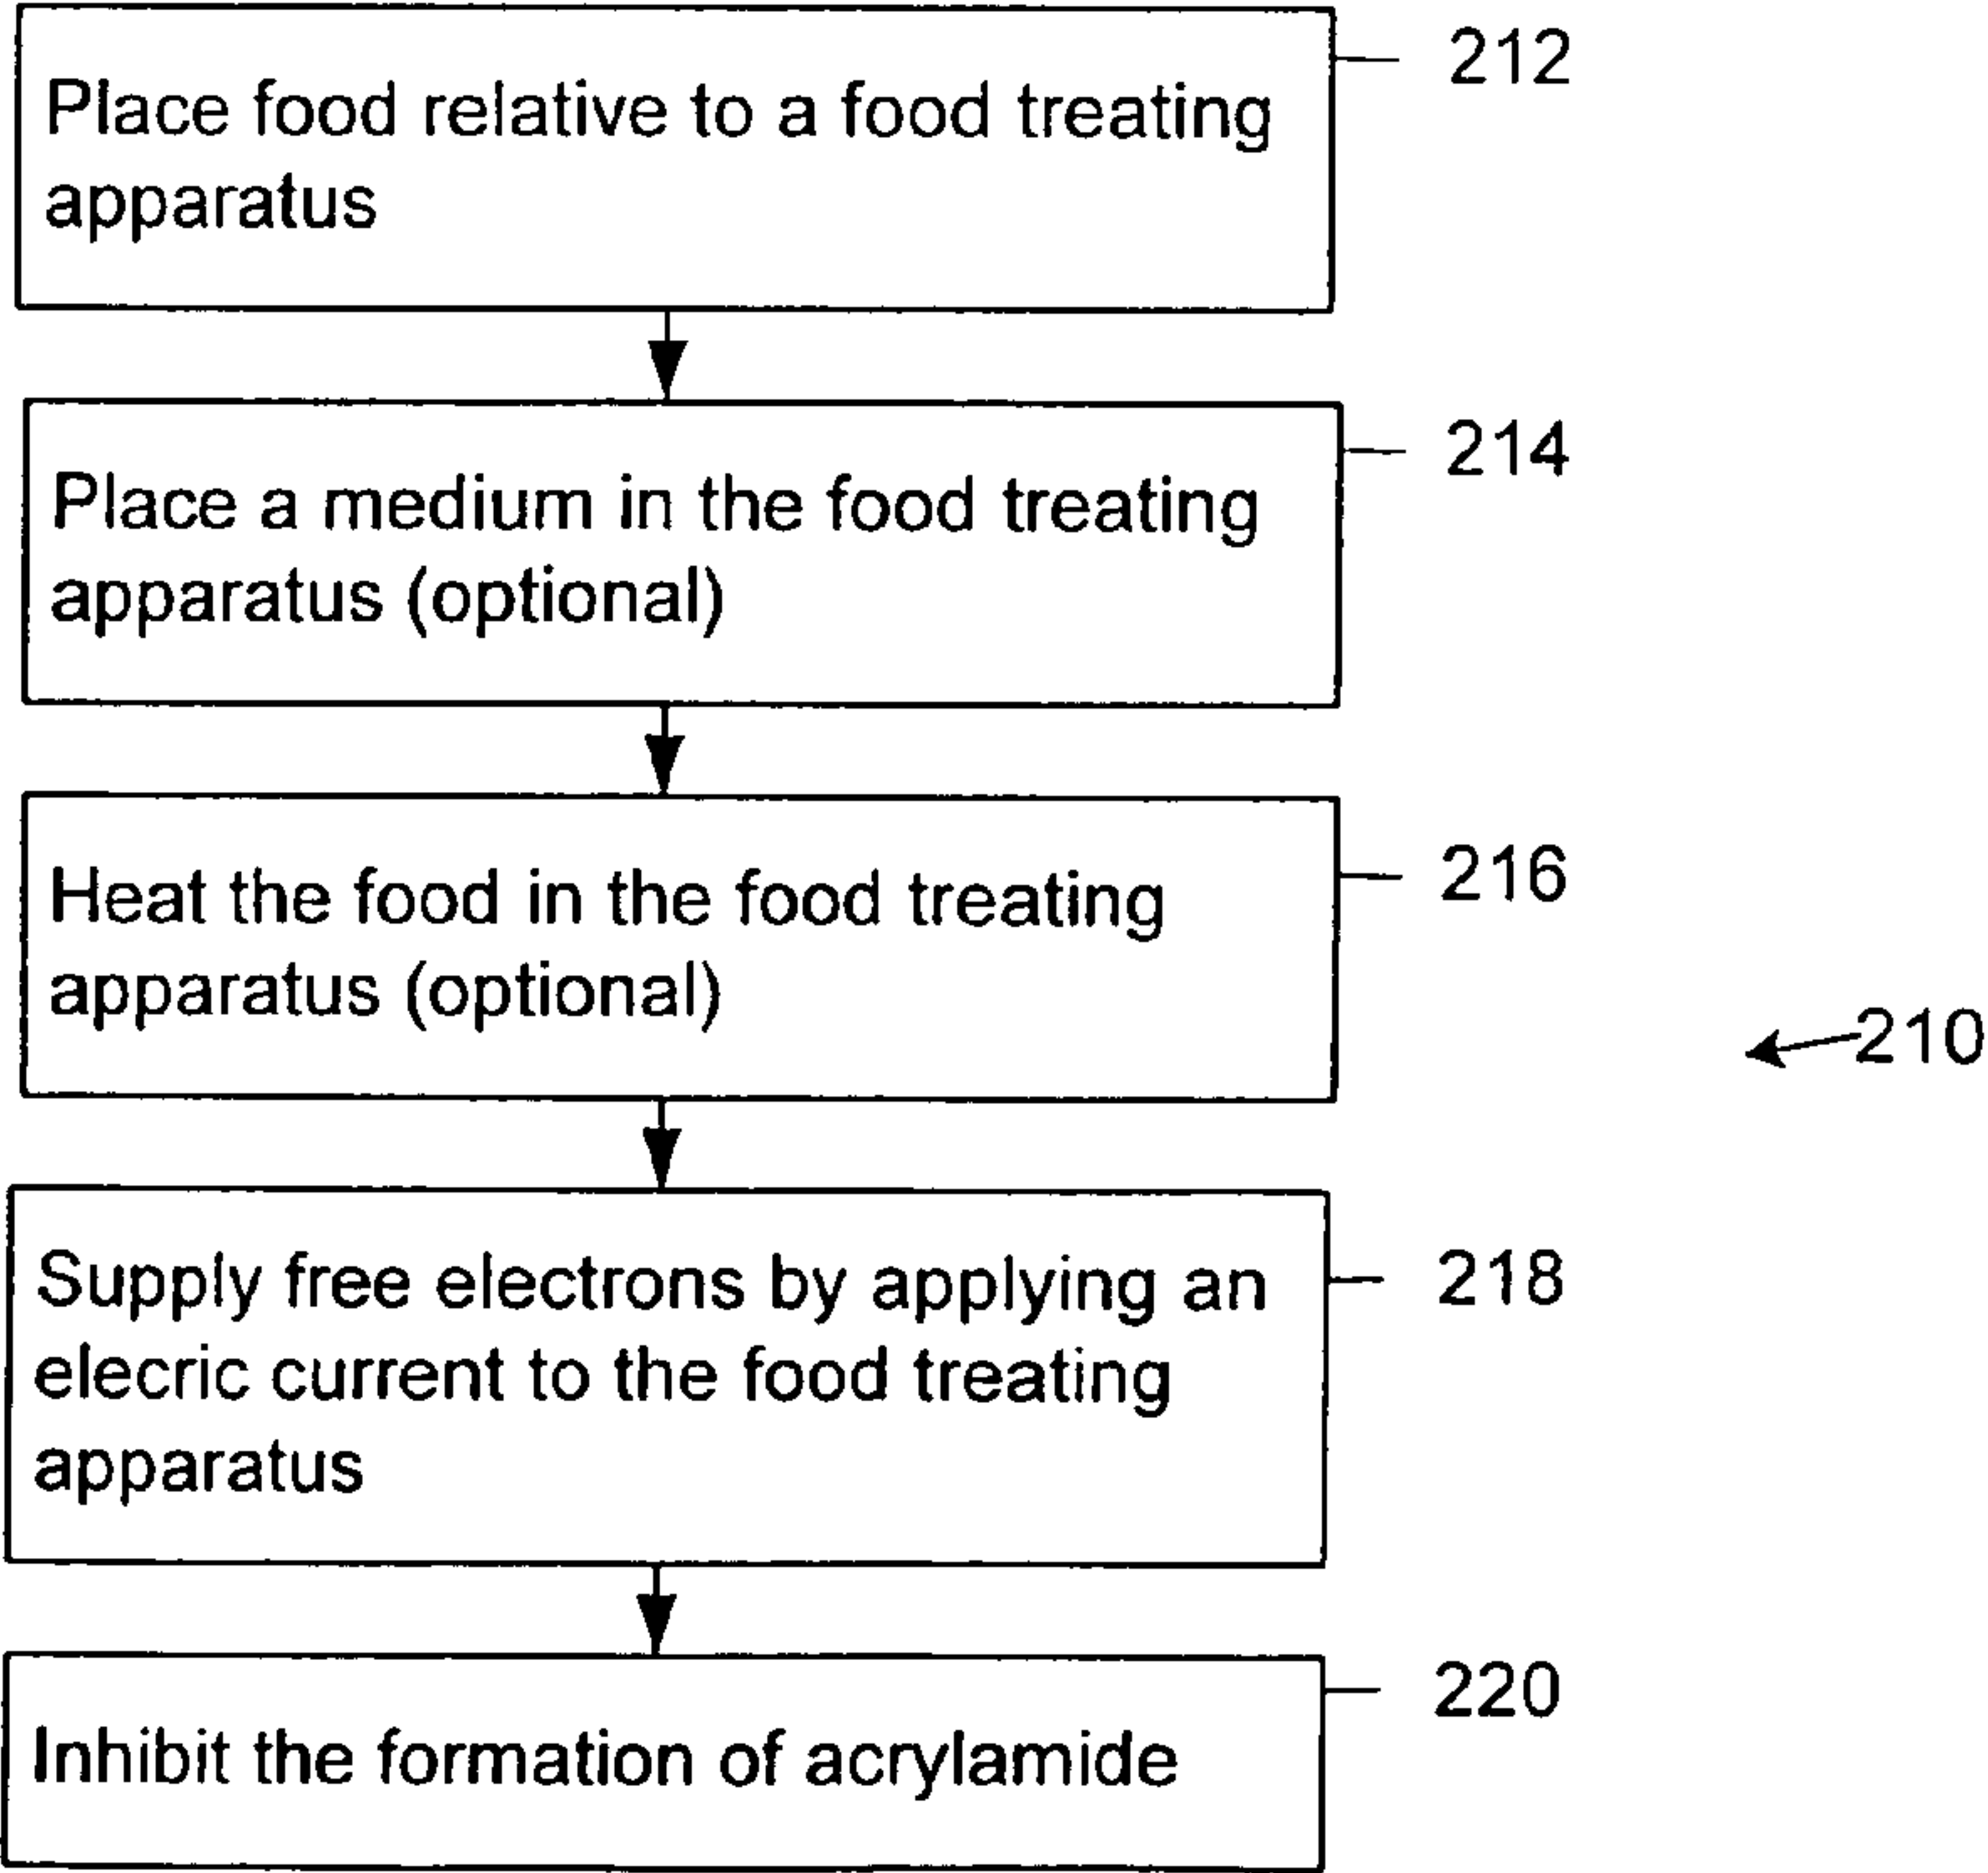 212
Place food relative to a food treating
apparatus
214
Place a medium in the food treating
apparatus (optional)
216
Heat the food in the food treating
apparatus (optional)
210
218
Supply free electrons by applying an
elecric current to the food treating
apparatus
220
Inhibit the formation of acrylamide